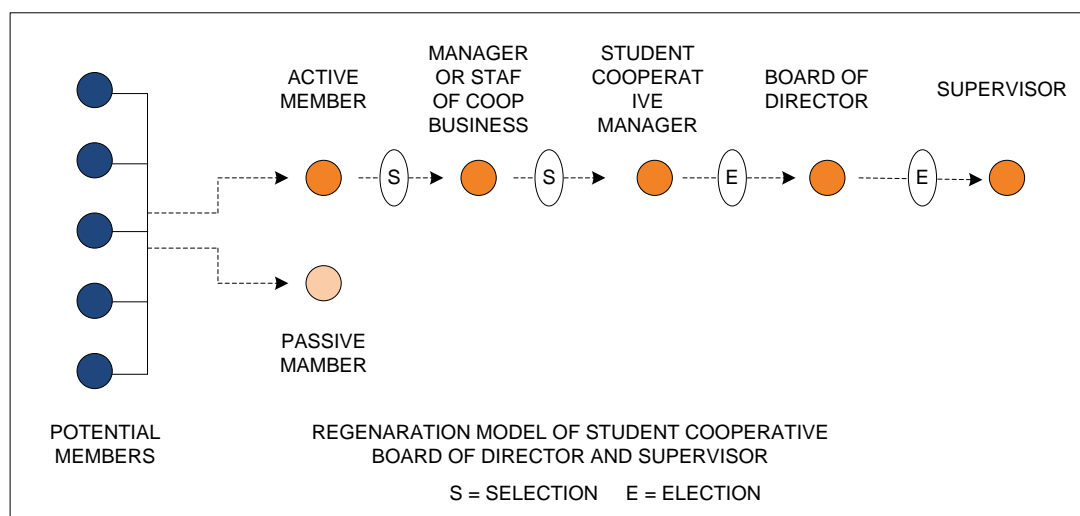 ACTIVE
MEMBER
MANAGER
OR STAF
OF COOP
BUSINESS
STUDENT
COOPERAT
IVE
MANAGER
BOARD OF
DIRECTOR
SUPERVISOR
S
S
E
E
PASSIVE
MAMBER
POTENTIAL
MEMBERS
REGENARATION MODEL OF STUDENT COOPERATIVE
BOARD OF DIRECTOR AND SUPERVISOR
S = SELECTION E = ELECTION